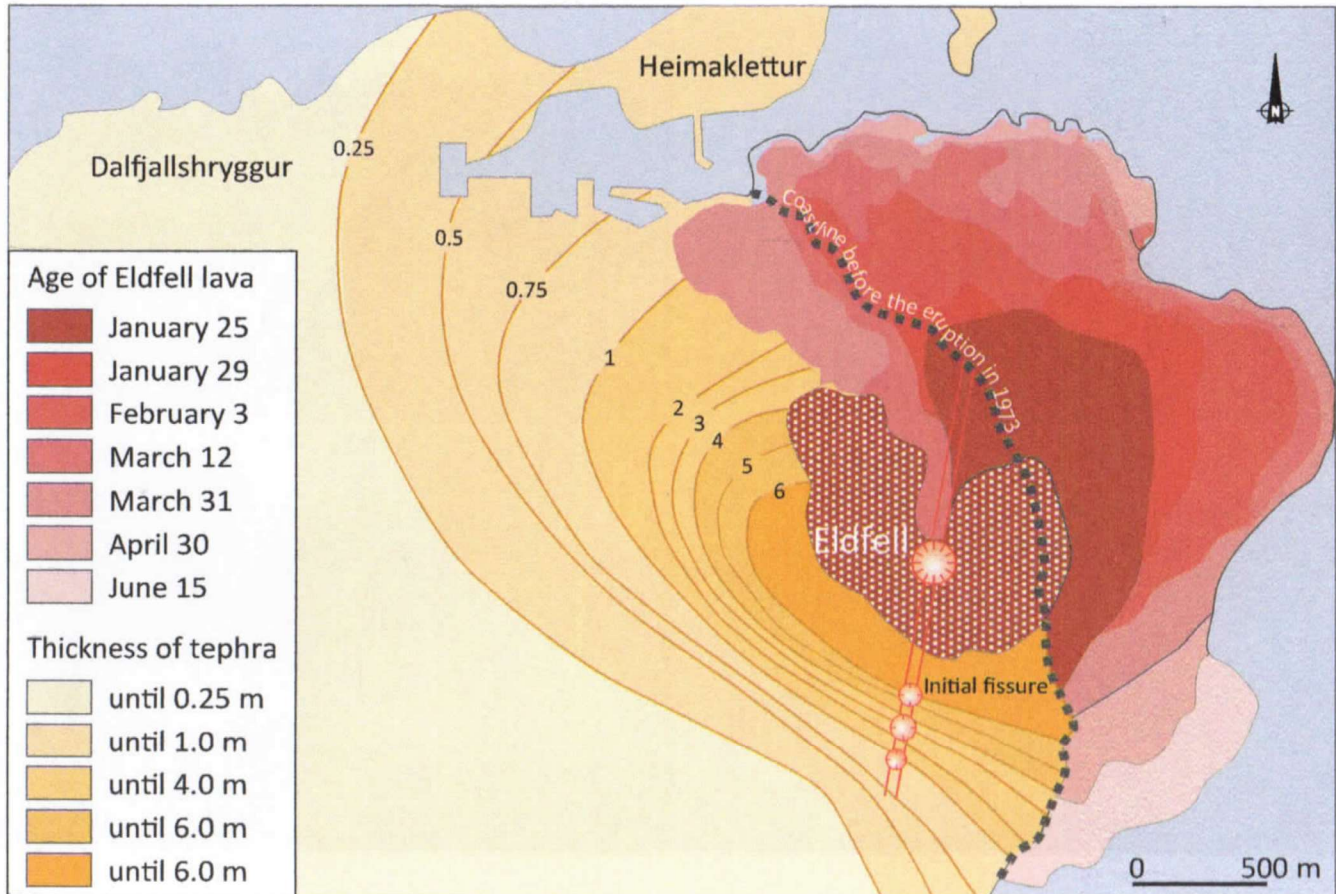 Heimaklettur
N
Dalfjallshryggur
0.25
0.5
0.75
1
2
3
4
5
6
Coastline before the eruption in 1973
Eldfell
Initial fissure
Age of Eldfell lava
January 25
January 29
February 3
March 12
March 31
April 30
June 15
Thickness of tephra
until 0.25 m
until 1.0 m
until 4.0 m
until 6.0 m
until 6.0 m
0 500 m